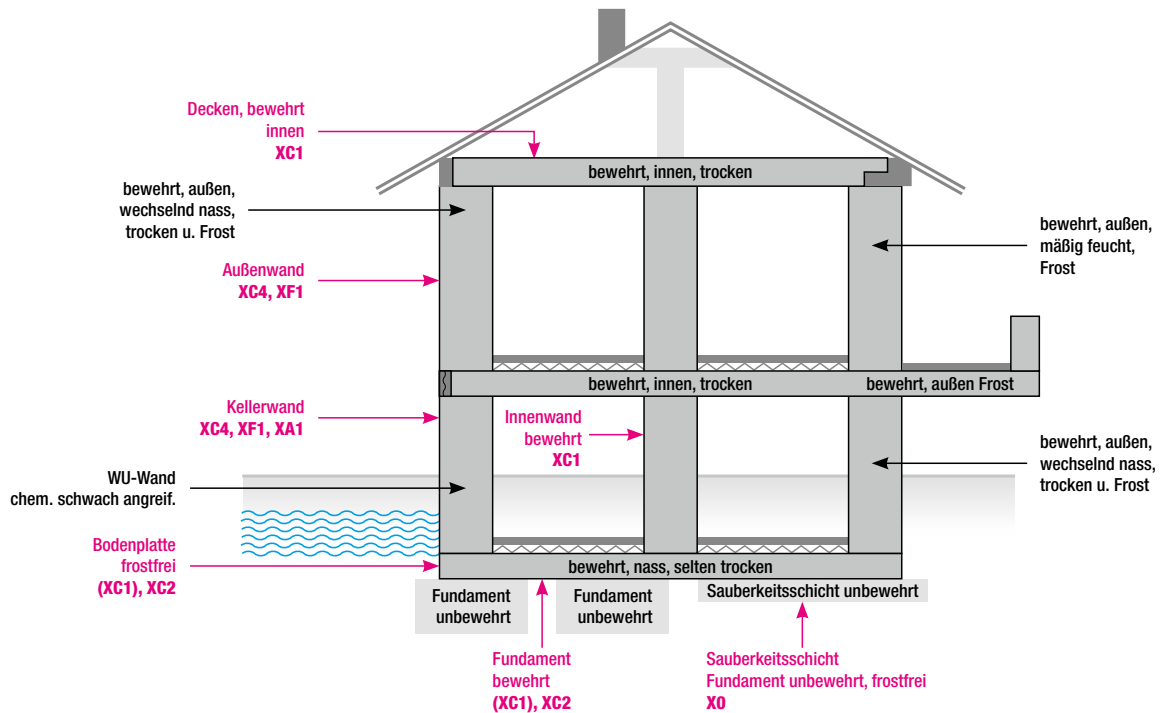 Decken, bewehrt
innen
XC1
bewehrt, innen, trocken
bewehrt, außen,
wechselnd nass,
trocken u. Frost
bewehrt, außen,
mäßig feucht,
Frost
Außenwand
XC4, XF1
bewehrt, innen, trocken
bewehrt, außen Frost
Kellerwand
XC4, XF1, XA1
Innenwand
bewehrt
XC1
bewehrt, außen,
wechselnd nass,
trocken u. Frost
WU-Wand
chem. schwach angreif.
Bodenplatte
frostfrei
(XC1), XC2
bewehrt, nass, selten trocken
Fundament
unbewehrt
Fundament
unbewehrt
Sauberkeitsschicht unbewehrt
Fundament
bewehrt
(XC1), XC2
Sauberkeitsschicht
Fundament unbewehrt, frostfrei
X0